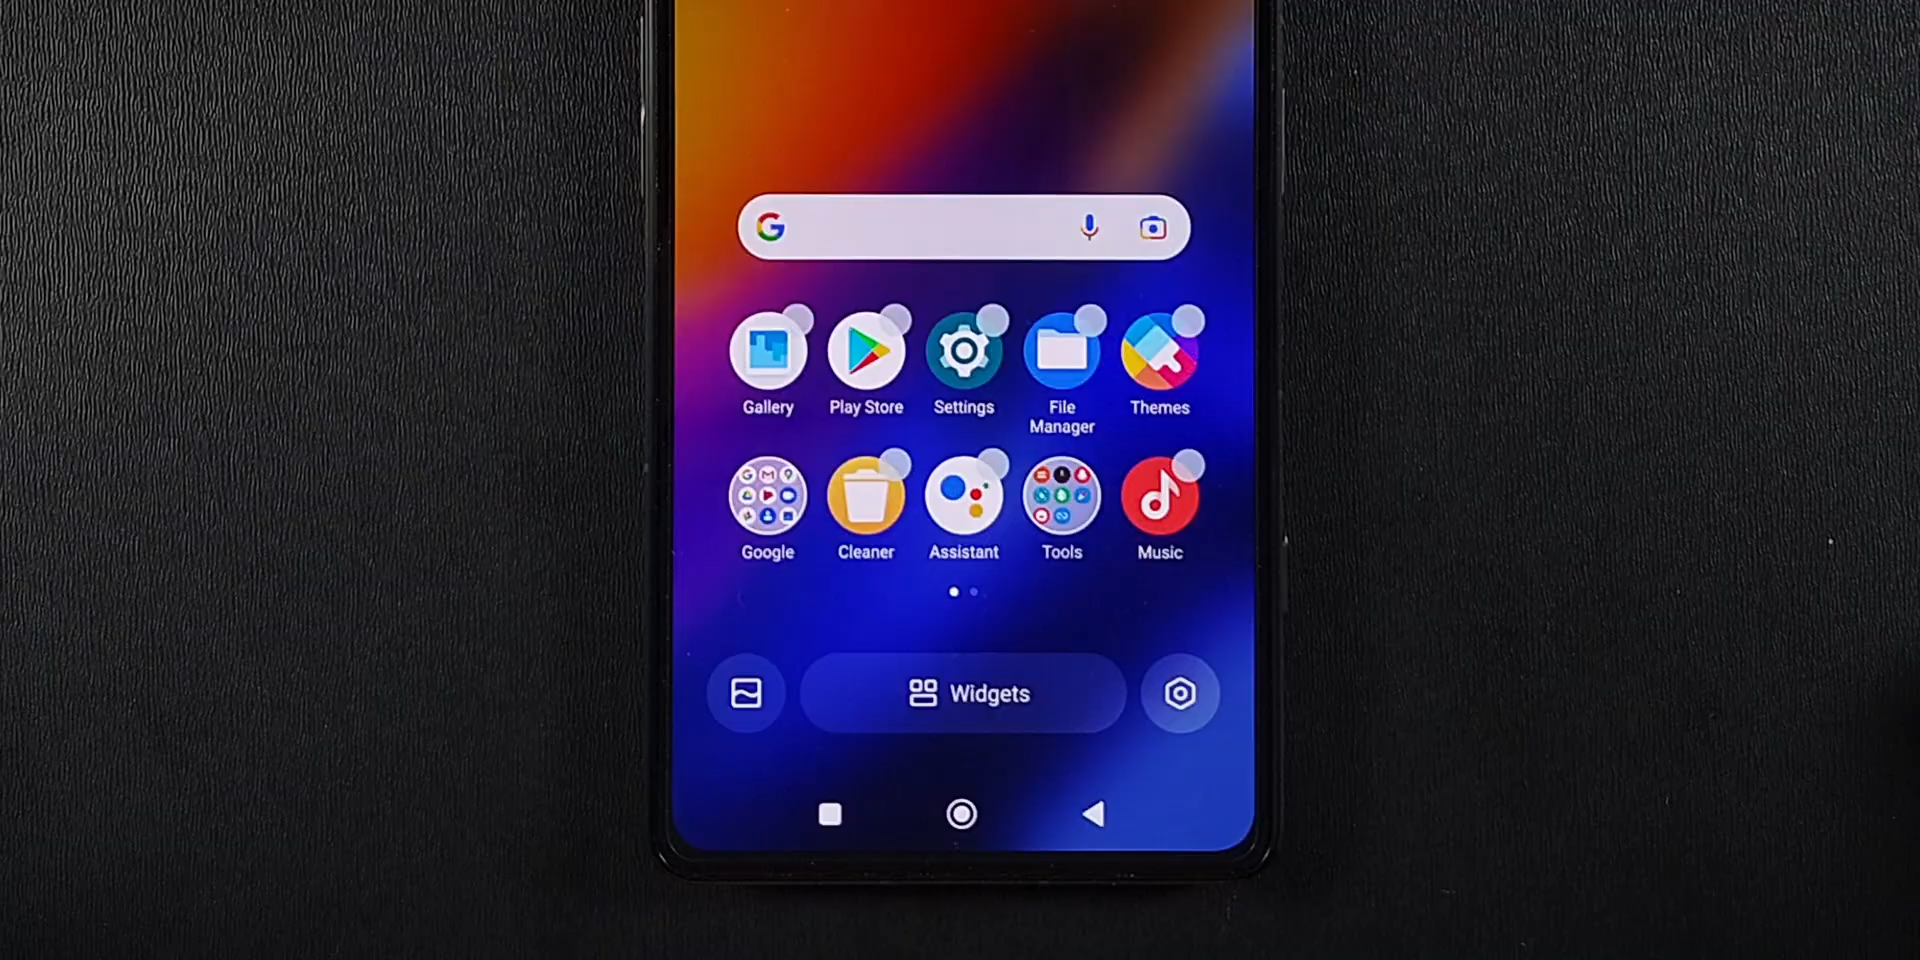 Gallery
Play Store
Settings
File
Manager
Themes
Google
Cleaner
Assistant
Tools
Music
Widgets